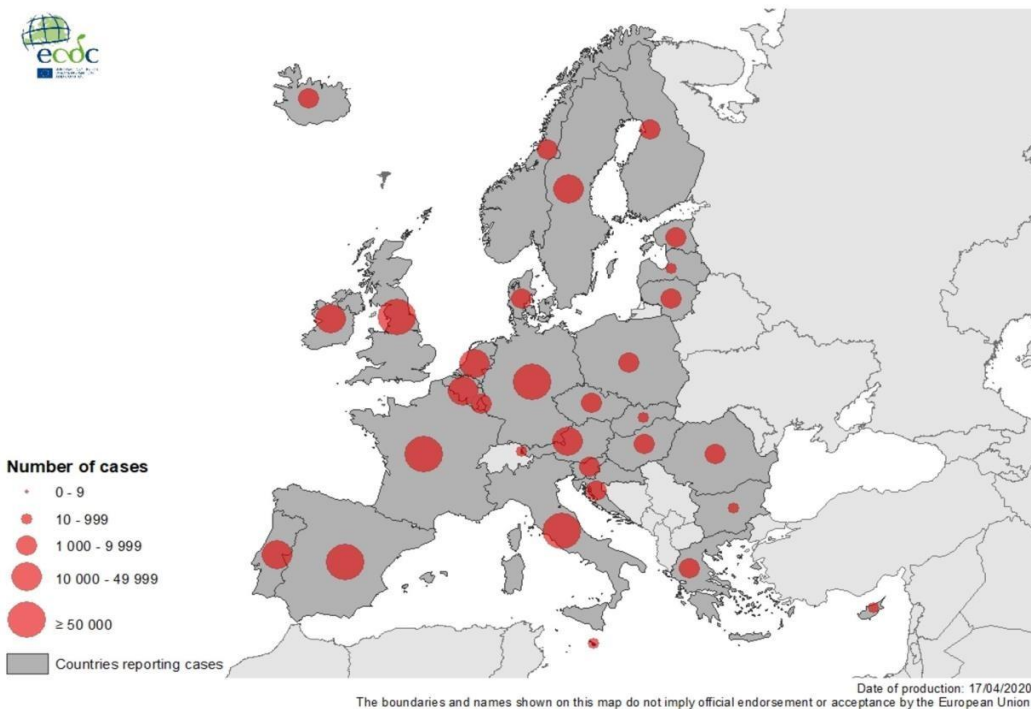 ecdc
Number of cases
0 - 9
10 - 999
1 000 - 9 999
10 000 - 49 999
≥ 50 000
Countries reporting cases
Date of production: 17/04/2020
The boundaries and names shown on this map do not imply official endorsement or acceptance by the European Union